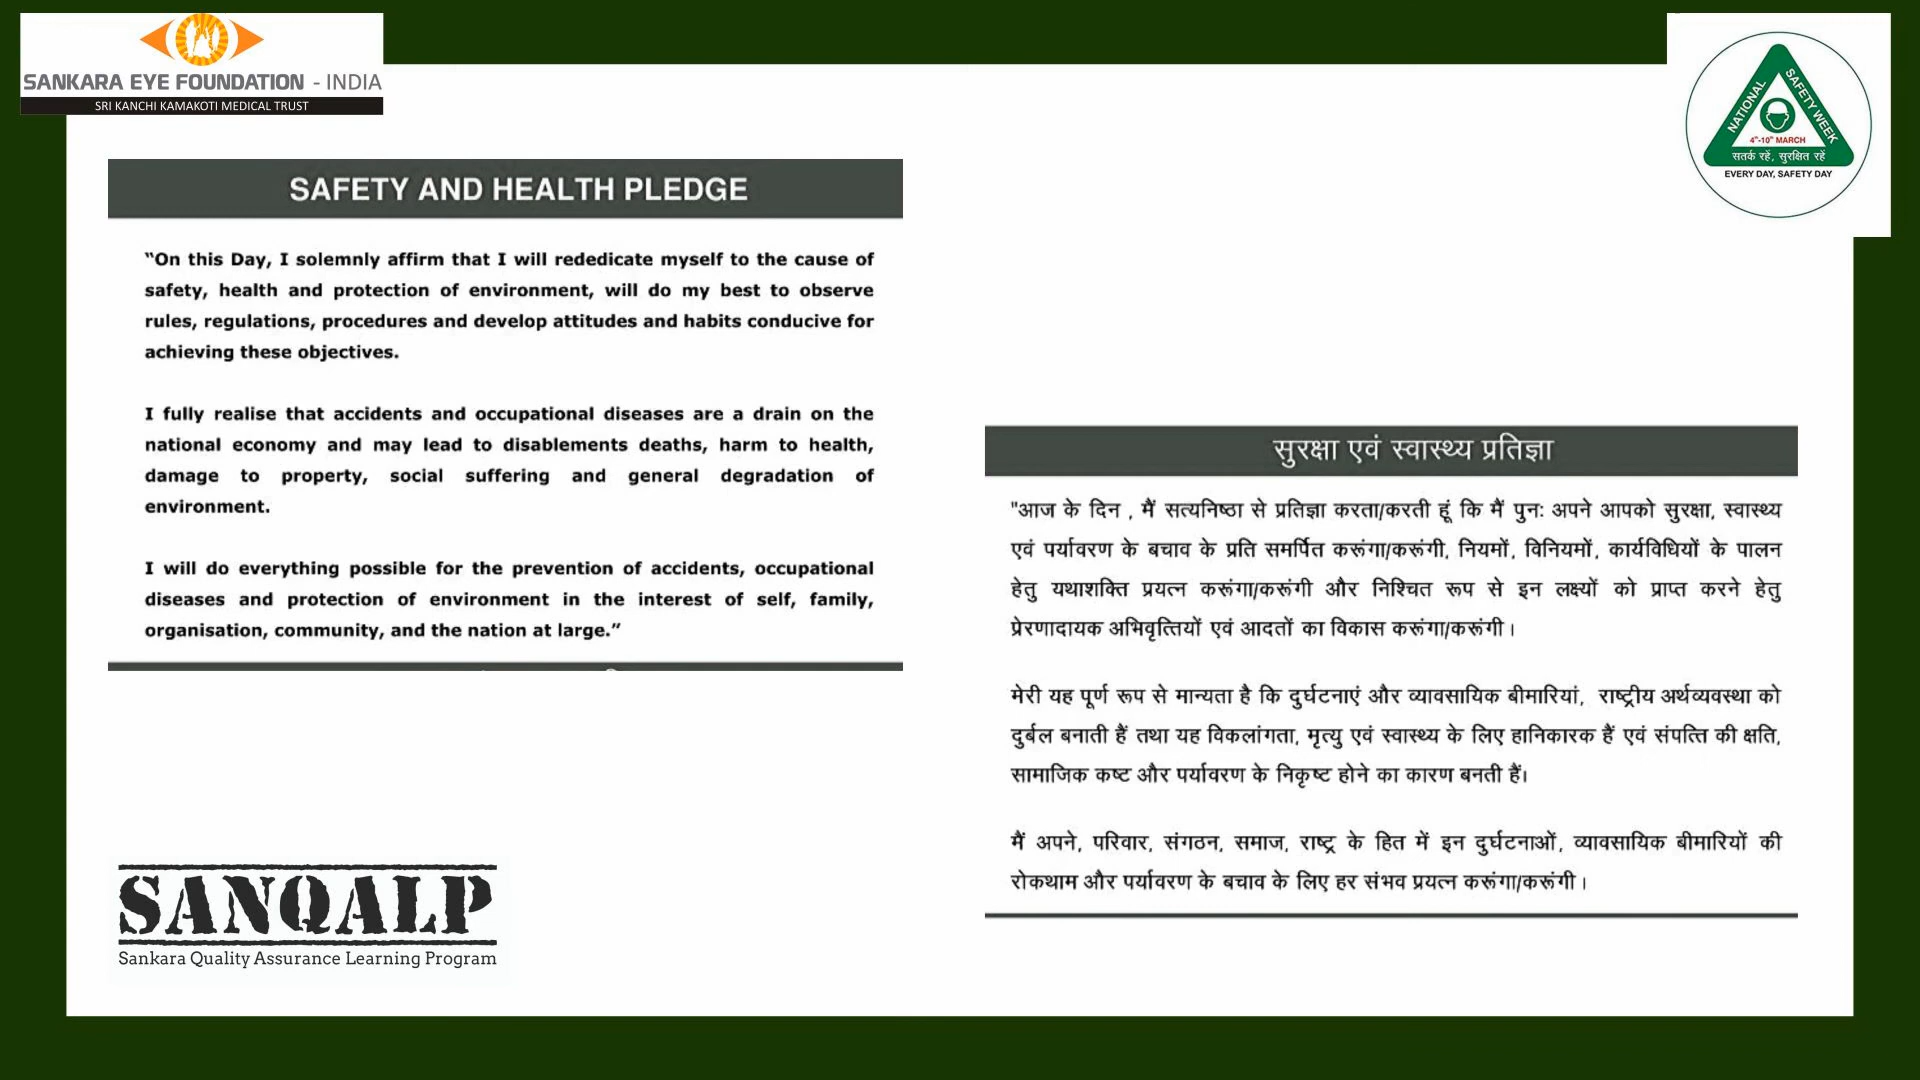 SANKARA EYE FOUNDATION - INDIA
SRI KANCHI KAMAKOTI MEDICAL TRUST
NATIONAL SAFETY WEEK
4th-10th MARCH
सतर्क रहें, सुरक्षित रहें
EVERY DAY, SAFETY DAY
SAFETY AND HEALTH PLEDGE
“On this Day, I solemnly affirm that I will rededicate myself to the cause of
safety, health and protection of environment, will do my best to observe
rules, regulations, procedures and develop attitudes and habits conducive for
achieving these objectives.
I fully realise that accidents and occupational diseases are a drain on the
national economy and may lead to disablements deaths, harm to health,
damage to property, social suffering and general degradation of
environment.
I will do everything possible for the prevention of accidents, occupational
diseases and protection of environment in the interest of self, family,
organisation, community, and the nation at large.”
सुरक्षा एवं स्वास्थ्य प्रतिज्ञा
"आज के दिन , मैं सत्यनिष्ठा से प्रतिज्ञा करता/करती हूं कि मैं पुन: अपने आपको सुरक्षा, स्वास्थ्य
एवं पर्यावरण के बचाव के प्रति समर्पित करूंगा/करूंगी, नियमों, विनियमों, कार्यविधियों के पालन
हेतु यथाशक्ति प्रयत्न करूंगा/करूंगी और निश्चित रूप से इन लक्ष्यों को प्राप्त करने हेतु
प्रेरणादायक अभिवृत्तियों एवं आदतों का विकास करूंगा/करूंगी ।
मेरी यह पूर्ण रूप से मान्यता है कि दुर्घटनाएं और व्यावसायिक बीमारियां, राष्ट्रीय अर्थव्यवस्था को
दुर्बल बनाती हैं तथा यह विकलांगता, मृत्यु एवं स्वास्थ्य के लिए हानिकारक हैं एवं संपत्ति की क्षति,
सामाजिक कष्ट और पर्यावरण के निकृष्ट होने का कारण बनती हैं।
मैं अपने, परिवार, संगठन, समाज, राष्ट्र के हित में इन दुर्घटनाओं, व्यावसायिक बीमारियों की
रोकथाम और पर्यावरण के बचाव के लिए हर संभव प्रयत्न करूंगा/करूंगी ।
SANQALP
Sankara Quality Assurance Learning Program